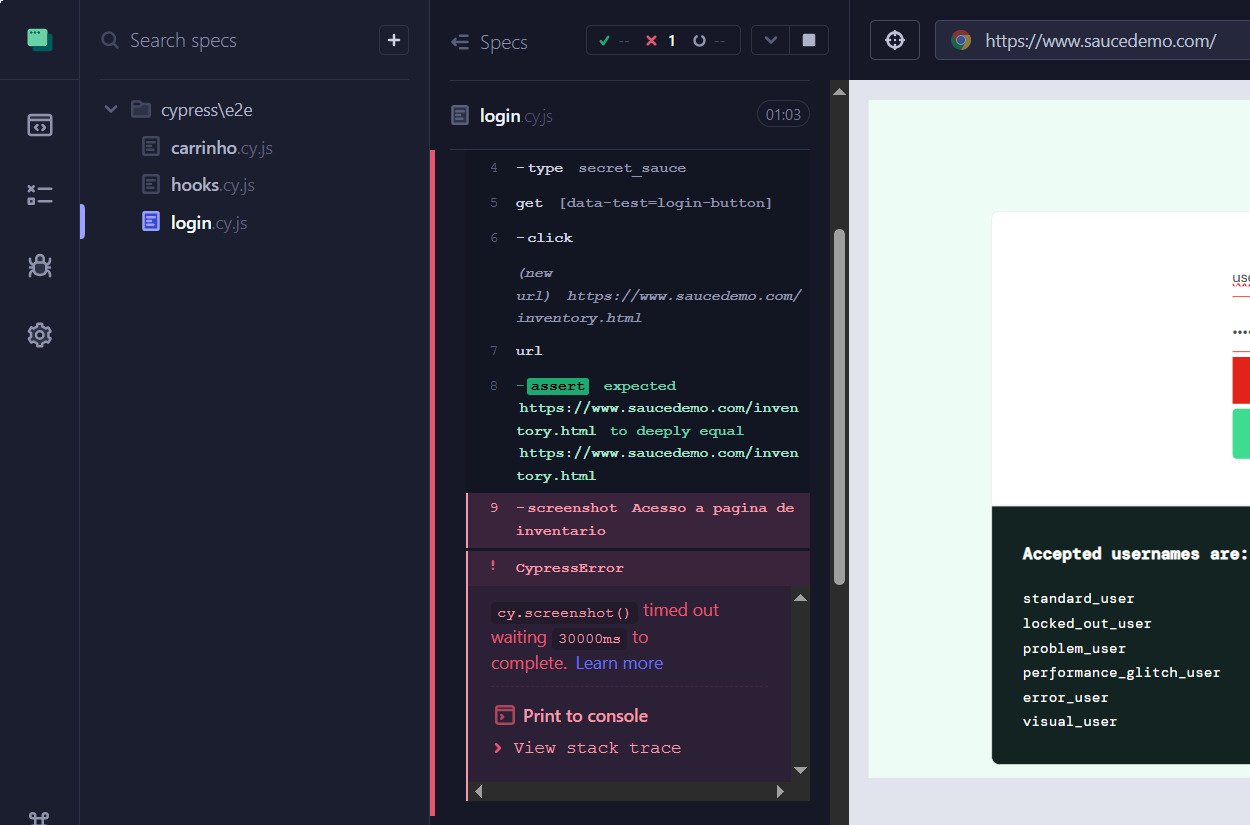 Search specs
+
cypress\e2e
carrinho.cy.js
hooks.cy.js
login.cy.js
Specs
-- 1 --
login.cy.js
01:03
4 -type secret_sauce
5 get [data-test=login-button]
6 -click
(new
url) https://www.saucedemo.com/
inventory.html
7 url
8 -assert expected
https://www.saucedemo.com/inven
tory.html to deeply equal
https://www.saucedemo.com/inven
tory.html
9 -screenshot Acesso a pagina de
inventario
! CypressError
cy.screenshot() timed out
waiting 30000ms to
complete. Learn more
Print to console
View stack trace
https://www.saucedemo.com/
Accepted usernames are:
standard_user
locked_out_user
problem_user
performance_glitch_user
error_user
visual_user